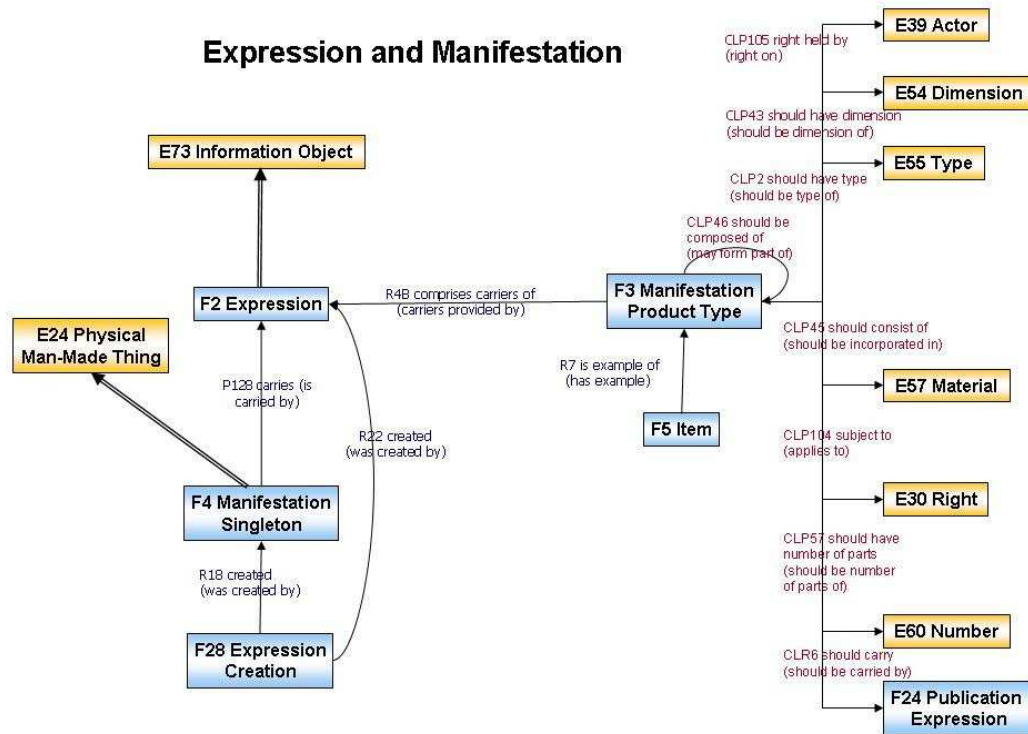 Expression and Manifestation
CLP105 right held by
(right on)
E39 Actor
CLP43 should have dimension
(should be dimension of)
E54 Dimension
CLP2 should have type
(should be type of)
E55 Type
E73 Information Object
CLP46 should be
composed of
(may form part of)
F2 Expression
R4B comprises carriers of
(carriers provided by)
F3 Manifestation
Product Type
E24 Physical
Man-Made Thing
CLP45 should consist of
(should be incorporated in)
P128 carries (is
carried by)
R7 is example of
(has example)
E57 Material
F5 Item
R22 created
(was created by)
CLP104 subject to
(applies to)
F4 Manifestation
Singleton
E30 Right
CLP57 should have
number of parts
(should be number
of parts of)
R18 created
(was created by)
F28 Expression
Creation
E60 Number
CLR6 should carry
(should be carried by)
F24 Publication
Expression